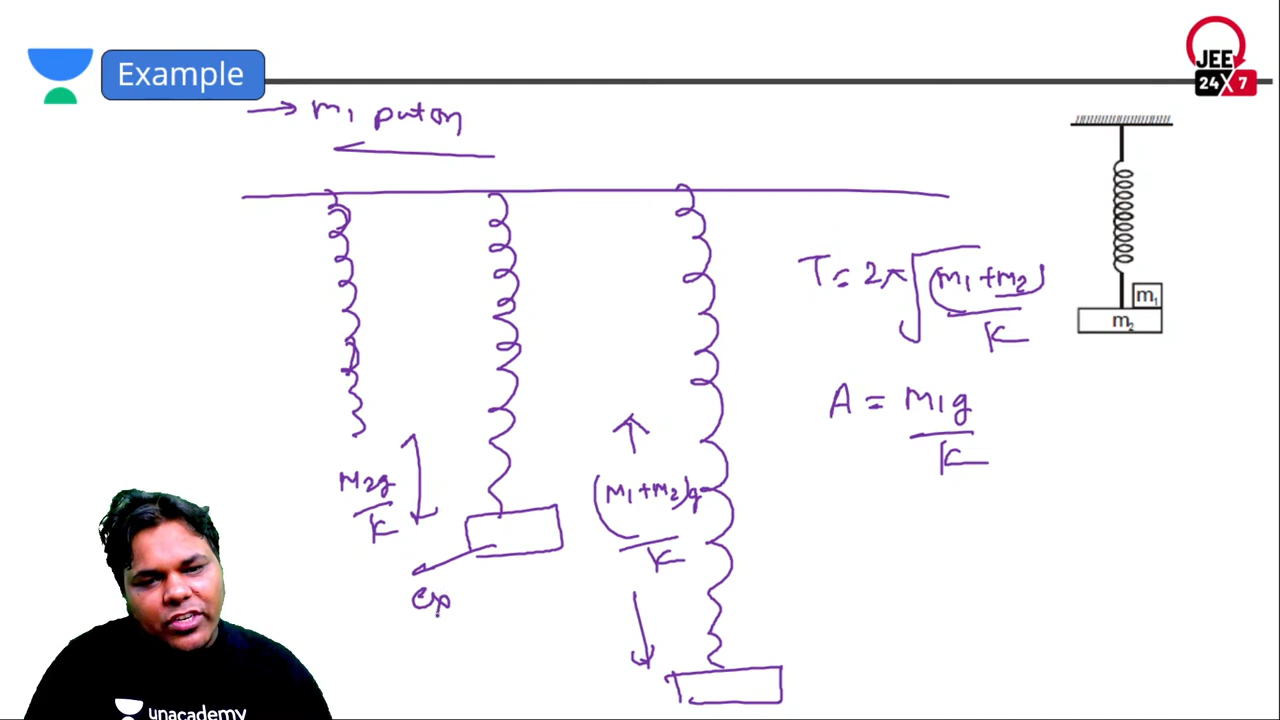 Example
JEE
24X7
→ m₁ put on
T = 2π√((m₁+m₂)/K)
m₁
m₂
A = m₁g/K
m₂g/K
(m₁+m₂)g/K
unacademy